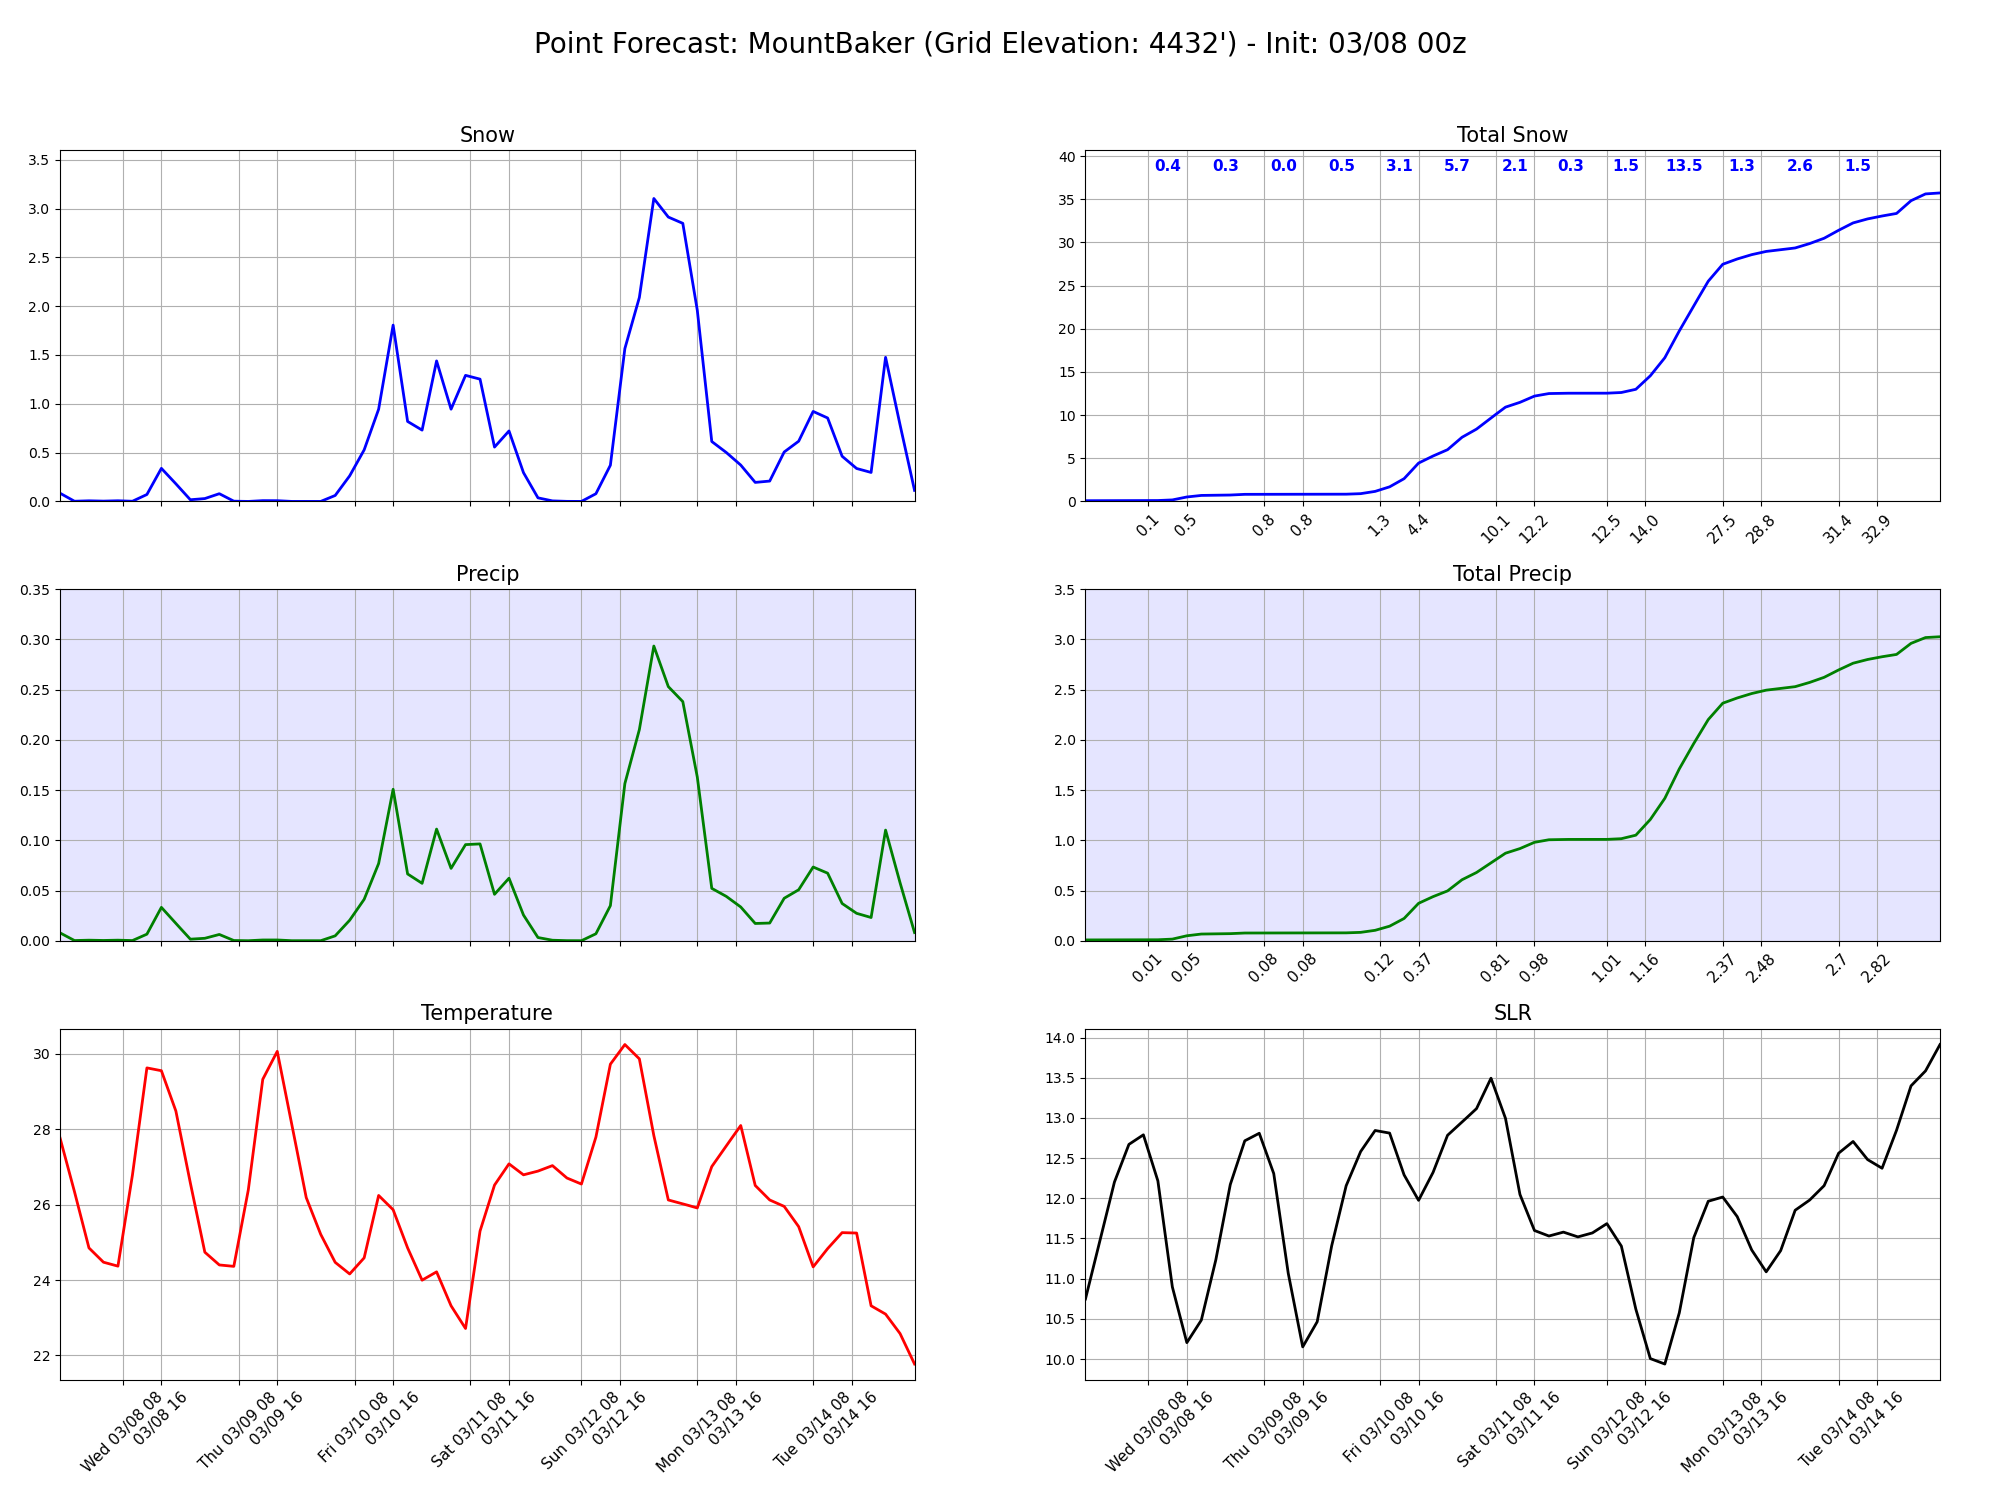 Point Forecast: MountBaker (Grid Elevation: 4432') - Init: 03/08 00z
Snow
3.5
3.0
2.5
2.0
1.5
1.0
0.5
0.0
Total Snow
0.4 0.3 0.0 0.5 3.1 5.7 2.1 0.3 1.5 13.5 1.3 2.6 1.5
40
35
30
25
20
15
10
5
0
0.1 0.5 0.8 0.8 1.3 4.4 10.1 12.2 12.5 14.0 27.5 28.8 31.4 32.9
Precip
0.35
0.30
0.25
0.20
0.15
0.10
0.05
0.00
Total Precip
3.5
3.0
2.5
2.0
1.5
1.0
0.5
0.0
0.01 0.05 0.08 0.08 0.12 0.37 0.81 0.98 1.01 1.16 2.37 2.48 2.7 2.82
Temperature
30
28
26
24
22
Wed 03/08 08
03/08 16
Thu 03/09 08
03/09 16
Fri 03/10 08
03/10 16
Sat 03/11 08
03/11 16
Sun 03/12 08
03/12 16
Mon 03/13 08
03/13 16
Tue 03/14 08
03/14 16
SLR
14.0
13.5
13.0
12.5
12.0
11.5
11.0
10.5
10.0
Wed 03/08 08
03/08 16
Thu 03/09 08
03/09 16
Fri 03/10 08
03/10 16
Sat 03/11 08
03/11 16
Sun 03/12 08
03/12 16
Mon 03/13 08
03/13 16
Tue 03/14 08
03/14 16